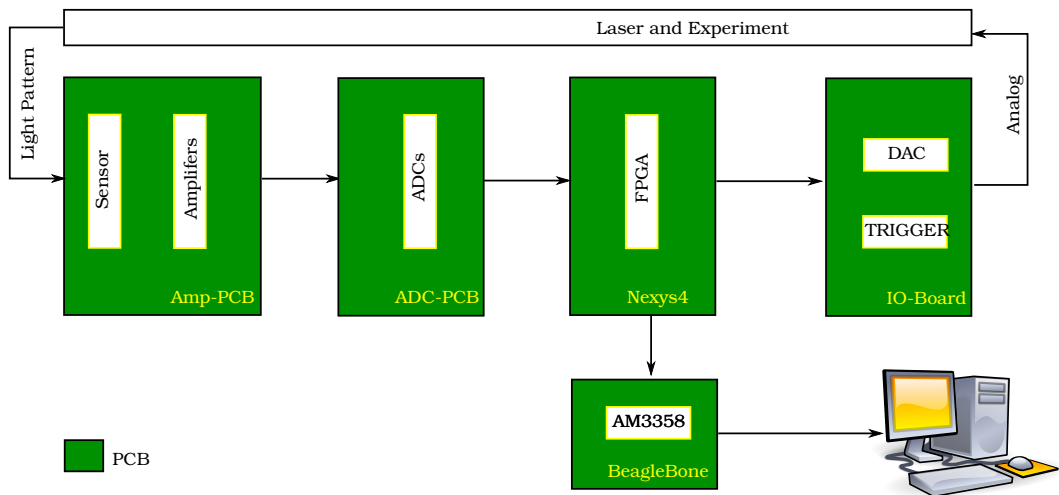 Laser and Experiment
Light Pattern
Sensor
Amplifers
Amp-PCB
ADCs
ADC-PCB
FPGA
Nexys4
DAC
TRIGGER
IO-Board
Analog
AM3358
BeagleBone
PCB